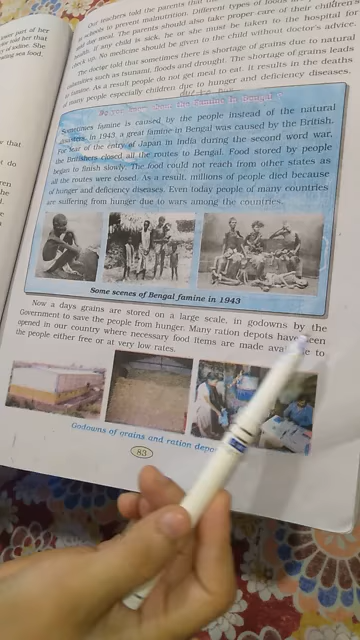 Our teachers told the parents that
schools to prevent malnutrition. Different types of foods
and meat. The parents should also take proper care of their children's
health. If any child is sick, he or she must be taken to the hospital for
check up. No medicine should be given to the child without doctor's advice.
The doctor told that sometimes there is shortage of grains due to natural
calamities such as tsunami, floods and drought. The shortage of grains leads
to famine. As a result people do not get meal to eat. It results in the deaths
of many people especially children due to hunger and deficiency diseases.
the Famine in Bengal
Sometimes famine is caused by the people instead of the natural
disasters. In 1943, a great famine in Bengal was caused by the British.
For fear of the entry of Japan in India during the second word war,
the Britishers closed all the routes to Bengal. Food stored by people
began to finish slowly. The food could not reach from other states as
all the routes were closed. As a result, millions of people died because
of hunger and deficiency diseases. Even today people of many countries
are suffering from hunger due to wars among the countries.
Some scenes of Bengal famine in 1943
Now a days grains are stored on a large scale, in godowns by the
Government to save the people from hunger. Many ration depots have been
opened in our country where necessary food items are made to
the people either free or at very low rates.
Godowns of grains and ration
83